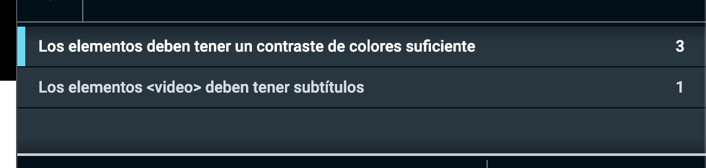 Los elementos deben tener un contraste de colores suficiente 3
Los elementos <video> deben tener subtítulos 1